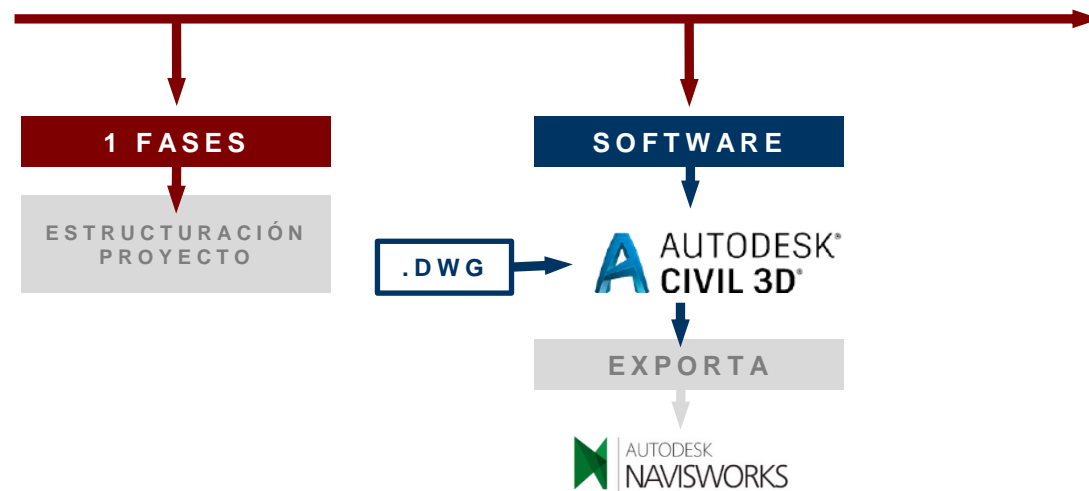 1 FASES
SOFTWARE
ESTRUCTURACIÓN
PROYECTO
.DWG
AUTODESK®
CIVIL 3D®
EXPORTA
AUTODESK
NAVISWORKS